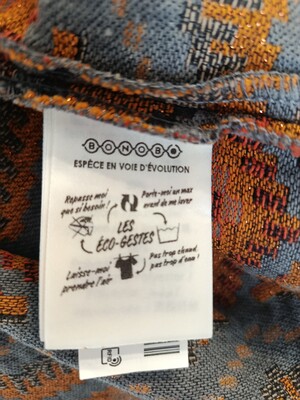 BONOBO
ESPÈCE EN VOIE D'ÉVOLUTION
Repasse moi
que si besoin !
Porte-moi un max
avant de me laver
LES
ÉCO-GESTES
Laisse-moi
prendre l'air
Pas trop chaud,
pas trop d'eau !